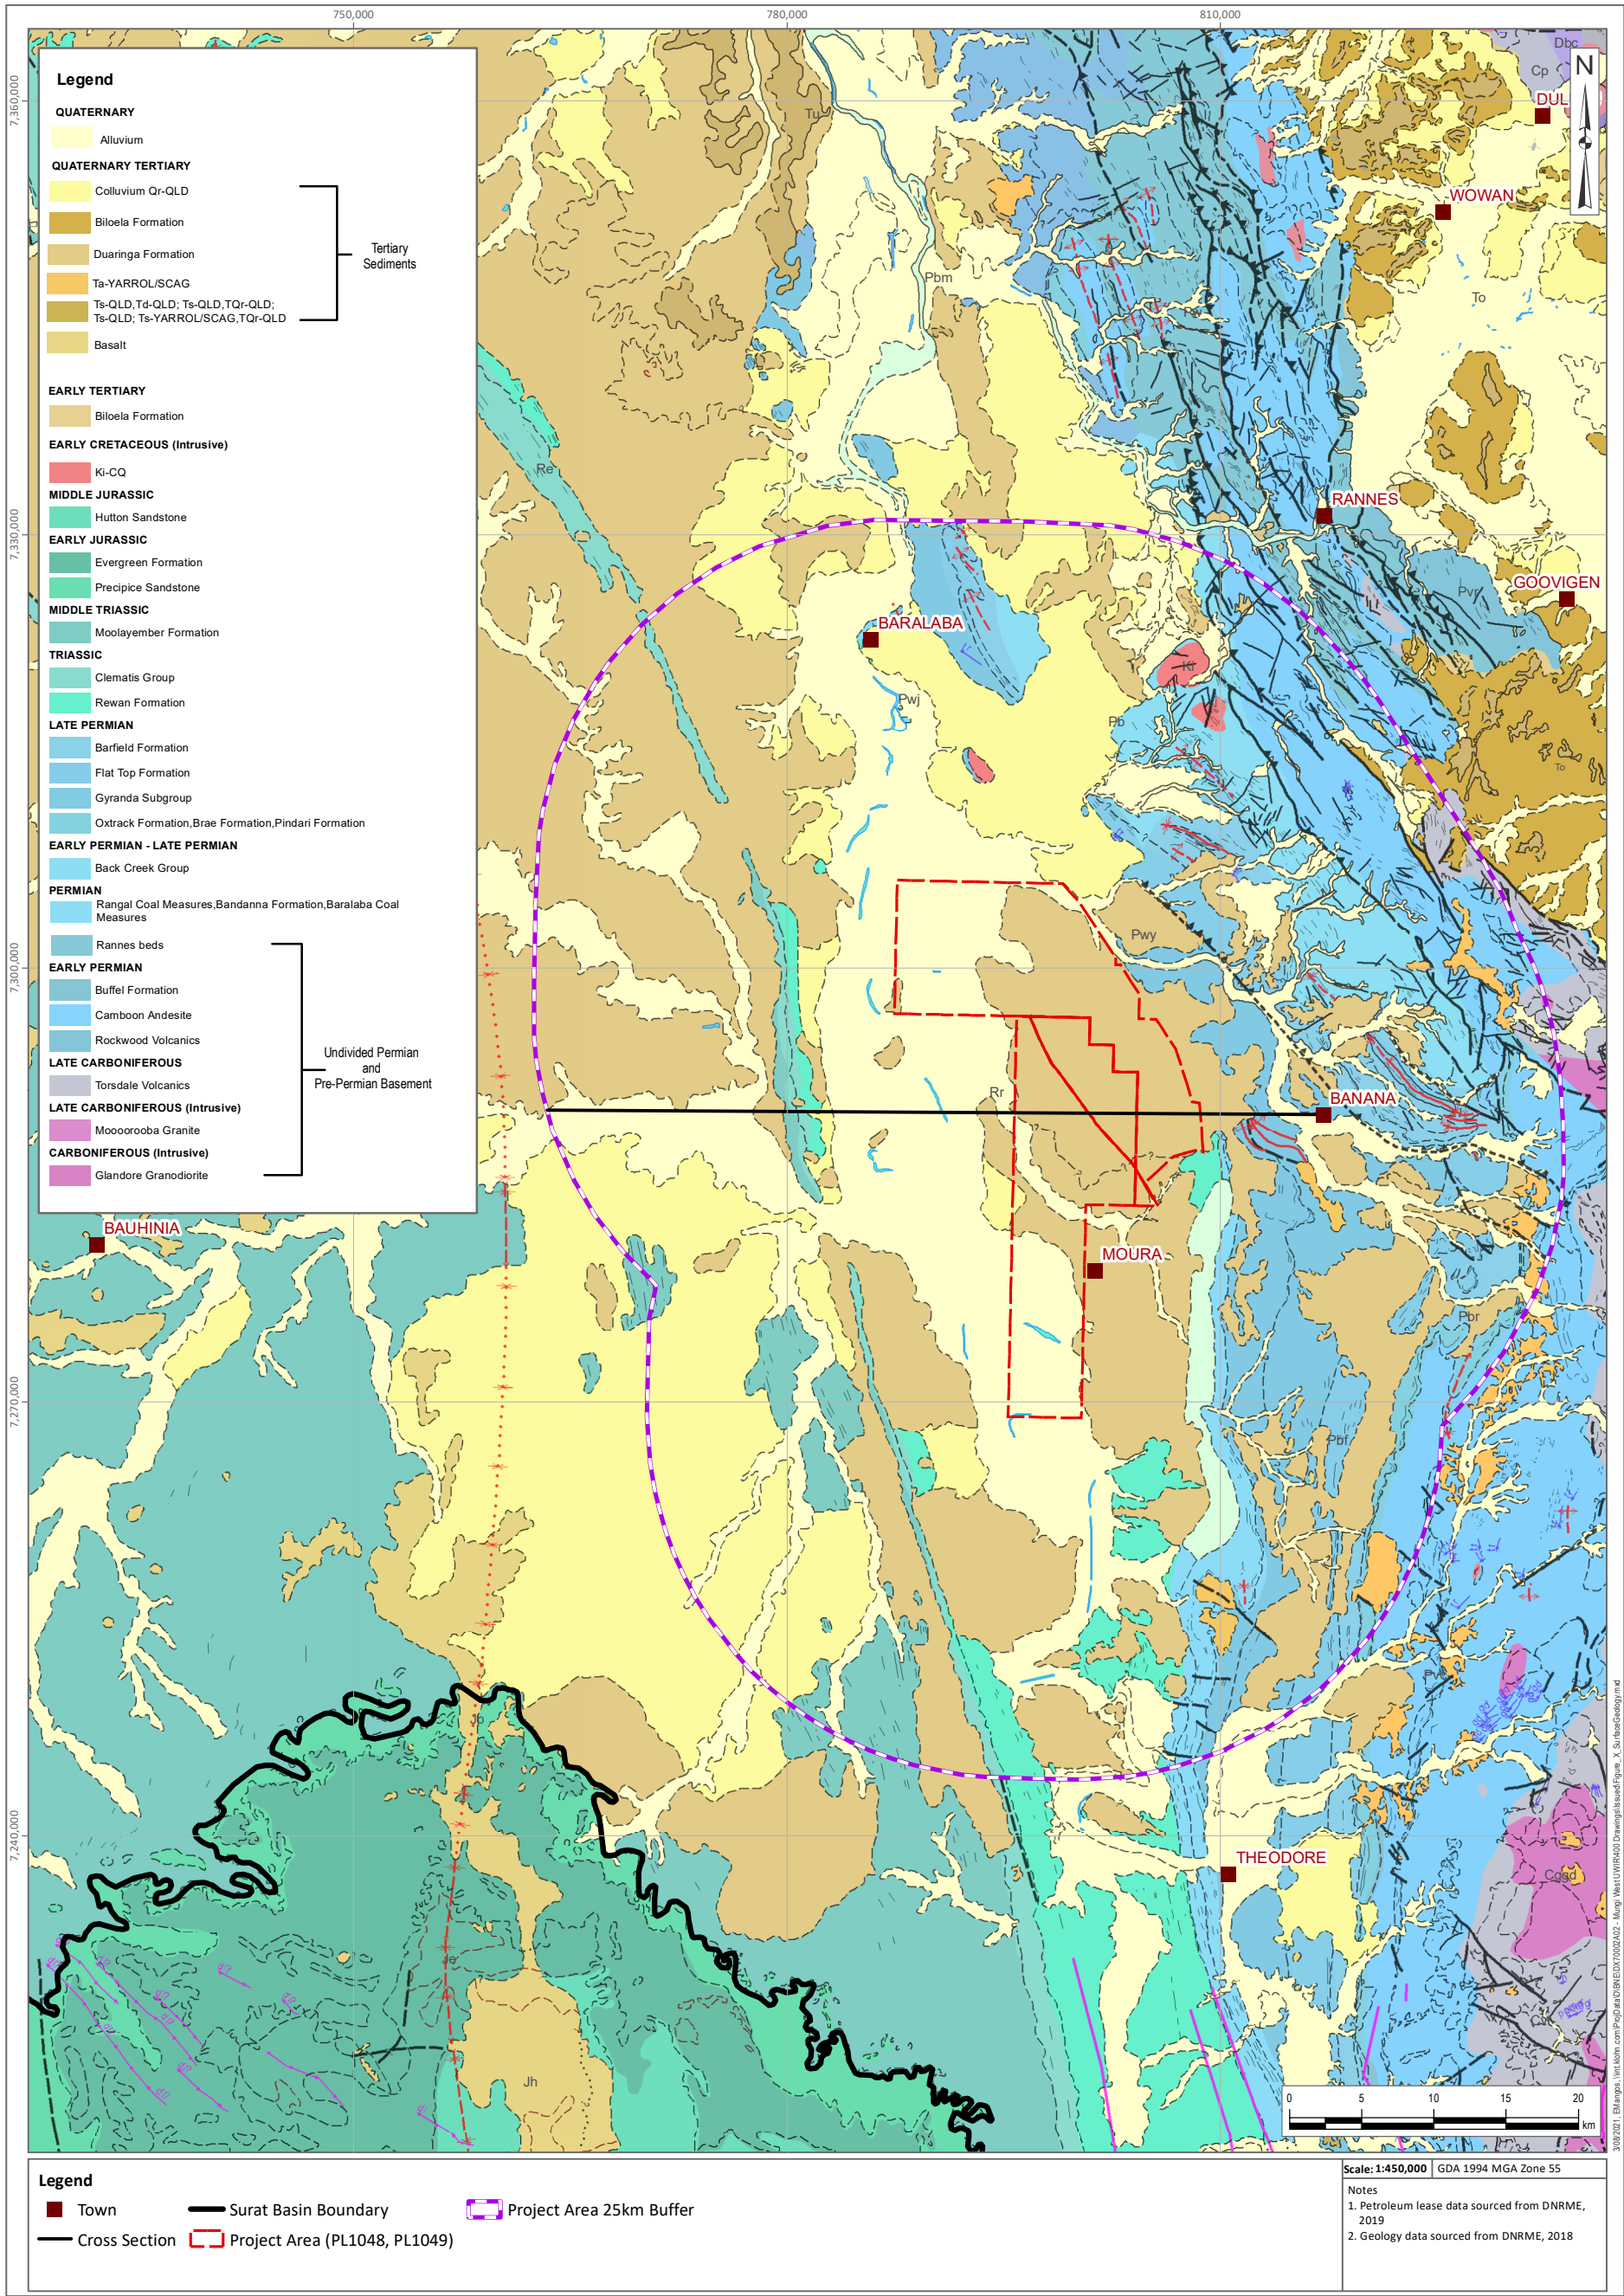 750,000
780,000
810,000
7,360,000
7,330,000
7,300,000
7,270,000
7,240,000
Legend
QUATERNARY
Alluvium
QUATERNARY TERTIARY
Colluvium Qr-QLD
Biloela Formation
Duaringa Formation
Ta-YARROL/SCAG
Ts-QLD,Td-QLD; Ts-QLD,TQr-QLD;
Ts-QLD; Ts-YARROL/SCAG,TQr-QLD
Basalt
Tertiary
Sediments
EARLY TERTIARY
Biloela Formation
EARLY CRETACEOUS (Intrusive)
Ki-CQ
MIDDLE JURASSIC
Hutton Sandstone
EARLY JURASSIC
Evergreen Formation
Precipice Sandstone
MIDDLE TRIASSIC
Moolayember Formation
TRIASSIC
Clematis Group
Rewan Formation
LATE PERMIAN
Barfield Formation
Flat Top Formation
Gyranda Subgroup
Oxtrack Formation,Brae Formation,Pindari Formation
EARLY PERMIAN - LATE PERMIAN
Back Creek Group
PERMIAN
Rangal Coal Measures,Bandanna Formation,Baralaba Coal
Measures
Rannes beds
EARLY PERMIAN
Buffel Formation
Camboon Andesite
Rockwood Volcanics
LATE CARBONIFEROUS
Torsdale Volcanics
LATE CARBONIFEROUS (Intrusive)
Moooorooba Granite
CARBONIFEROUS (Intrusive)
Glandore Granodiorite
Undivided Permian
and
Pre-Permian Basement
N
Dbc
Cp
DUL
Tu
WOWAN
Pbm
To
Re
RANNES
GOOVIGEN
Pvr
BARALABA
Ki
Pwj
Pb
To
Pwy
Rr
BANANA
BAUHINIA
MOURA
Pbr
Pbf
Jb
THEODORE
Cggd
Je
Jh
0 5 10 15 20
km
Legend
Town
Surat Basin Boundary
Project Area 25km Buffer
Cross Section
Project Area (PL1048, PL1049)
Scale: 1:450,000
GDA 1994 MGA Zone 55
Notes
1. Petroleum lease data sourced from DNRME,
2019
2. Geology data sourced from DNRME, 2018